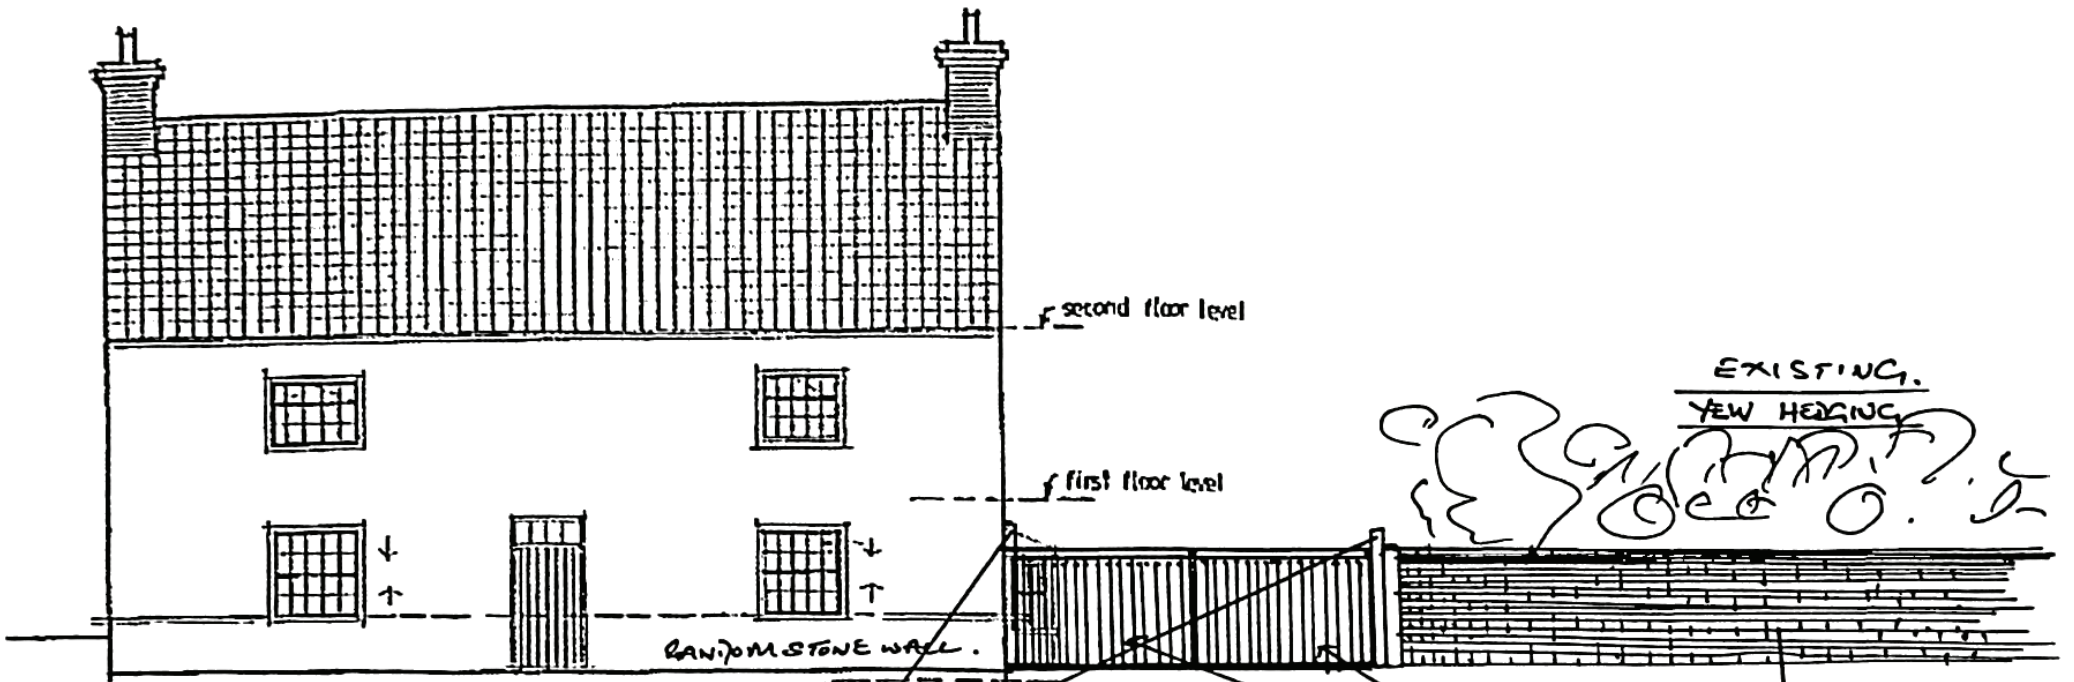 second floor level
EXISTING.
YEW HEDGING
first floor level
RANDOM STONE WALL.